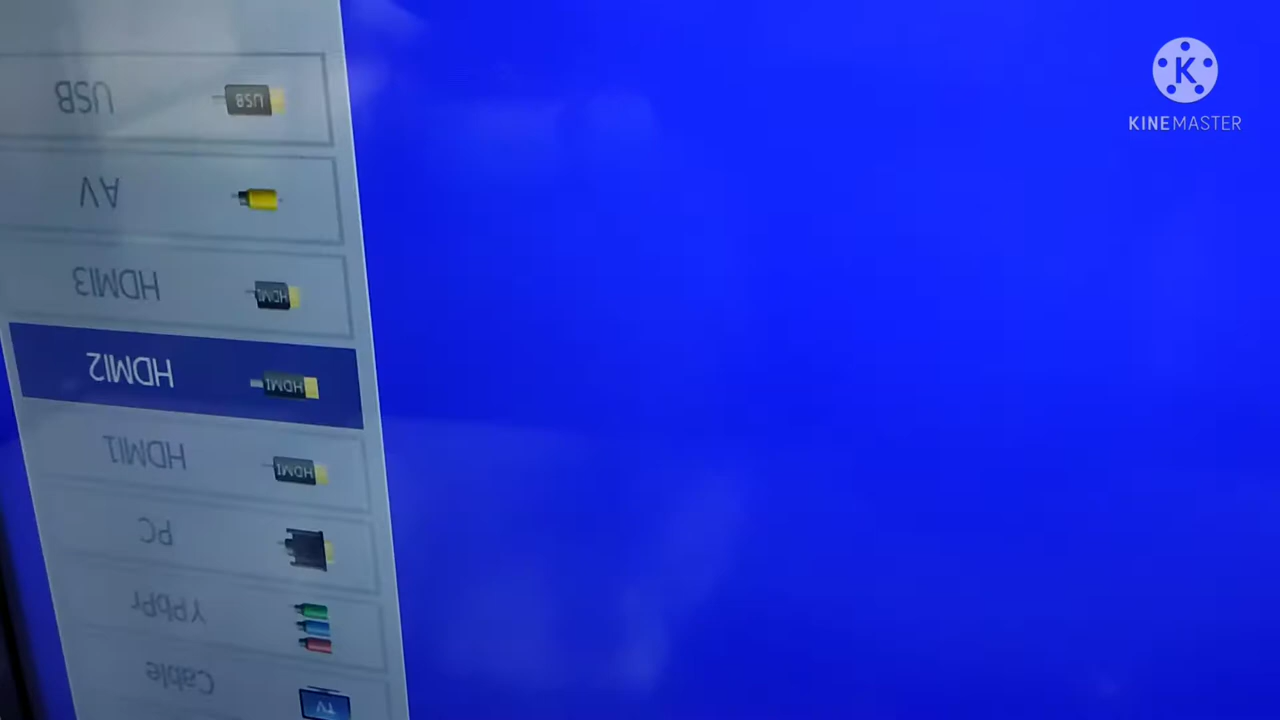 KINEMASTER
Cable
TV
YPbPr
PC
HDMI1
HDMI
HDMI2
HDMI
HDMI3
HDMI
AV
USB
USB